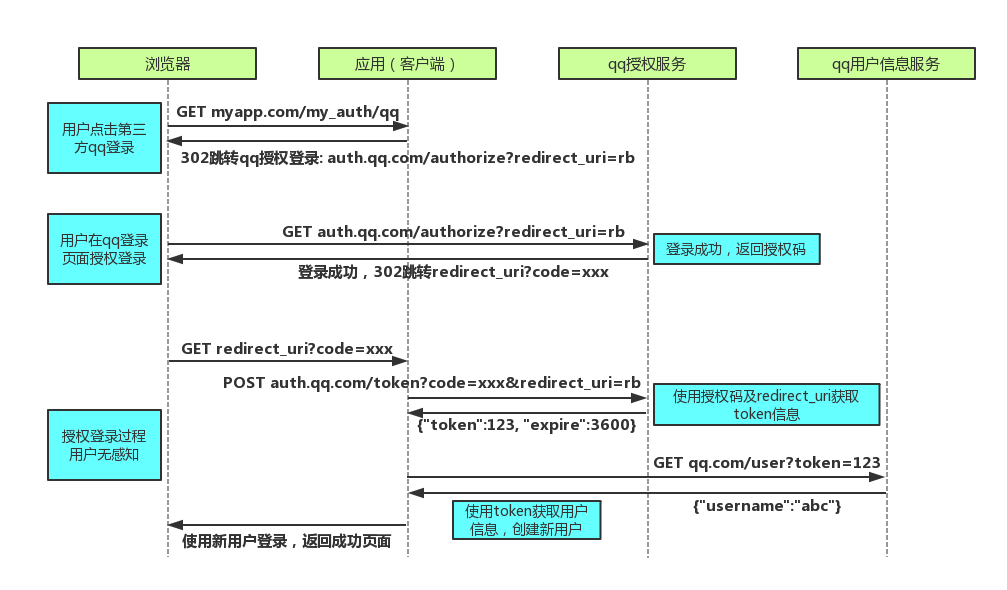 浏览器
应用（客户端）
qq授权服务
qq用户信息服务
用户点击第三
方qq登录
GET myapp.com/my_auth/qq
302跳转qq授权登录: auth.qq.com/authorize?redirect_uri=rb
用户在qq登录
页面授权登录
GET auth.qq.com/authorize?redirect_uri=rb
登录成功，返回授权码
登录成功，302跳转redirect_uri?code=xxx
GET redirect_uri?code=xxx
POST auth.qq.com/token?code=xxx&redirect_uri=rb
使用授权码及redirect_uri获取
token信息
{"token":123, "expire":3600}
授权登录过程
用户无感知
GET qq.com/user?token=123
{"username":"abc"}
使用token获取用户
信息，创建新用户
使用新用户登录，返回成功页面